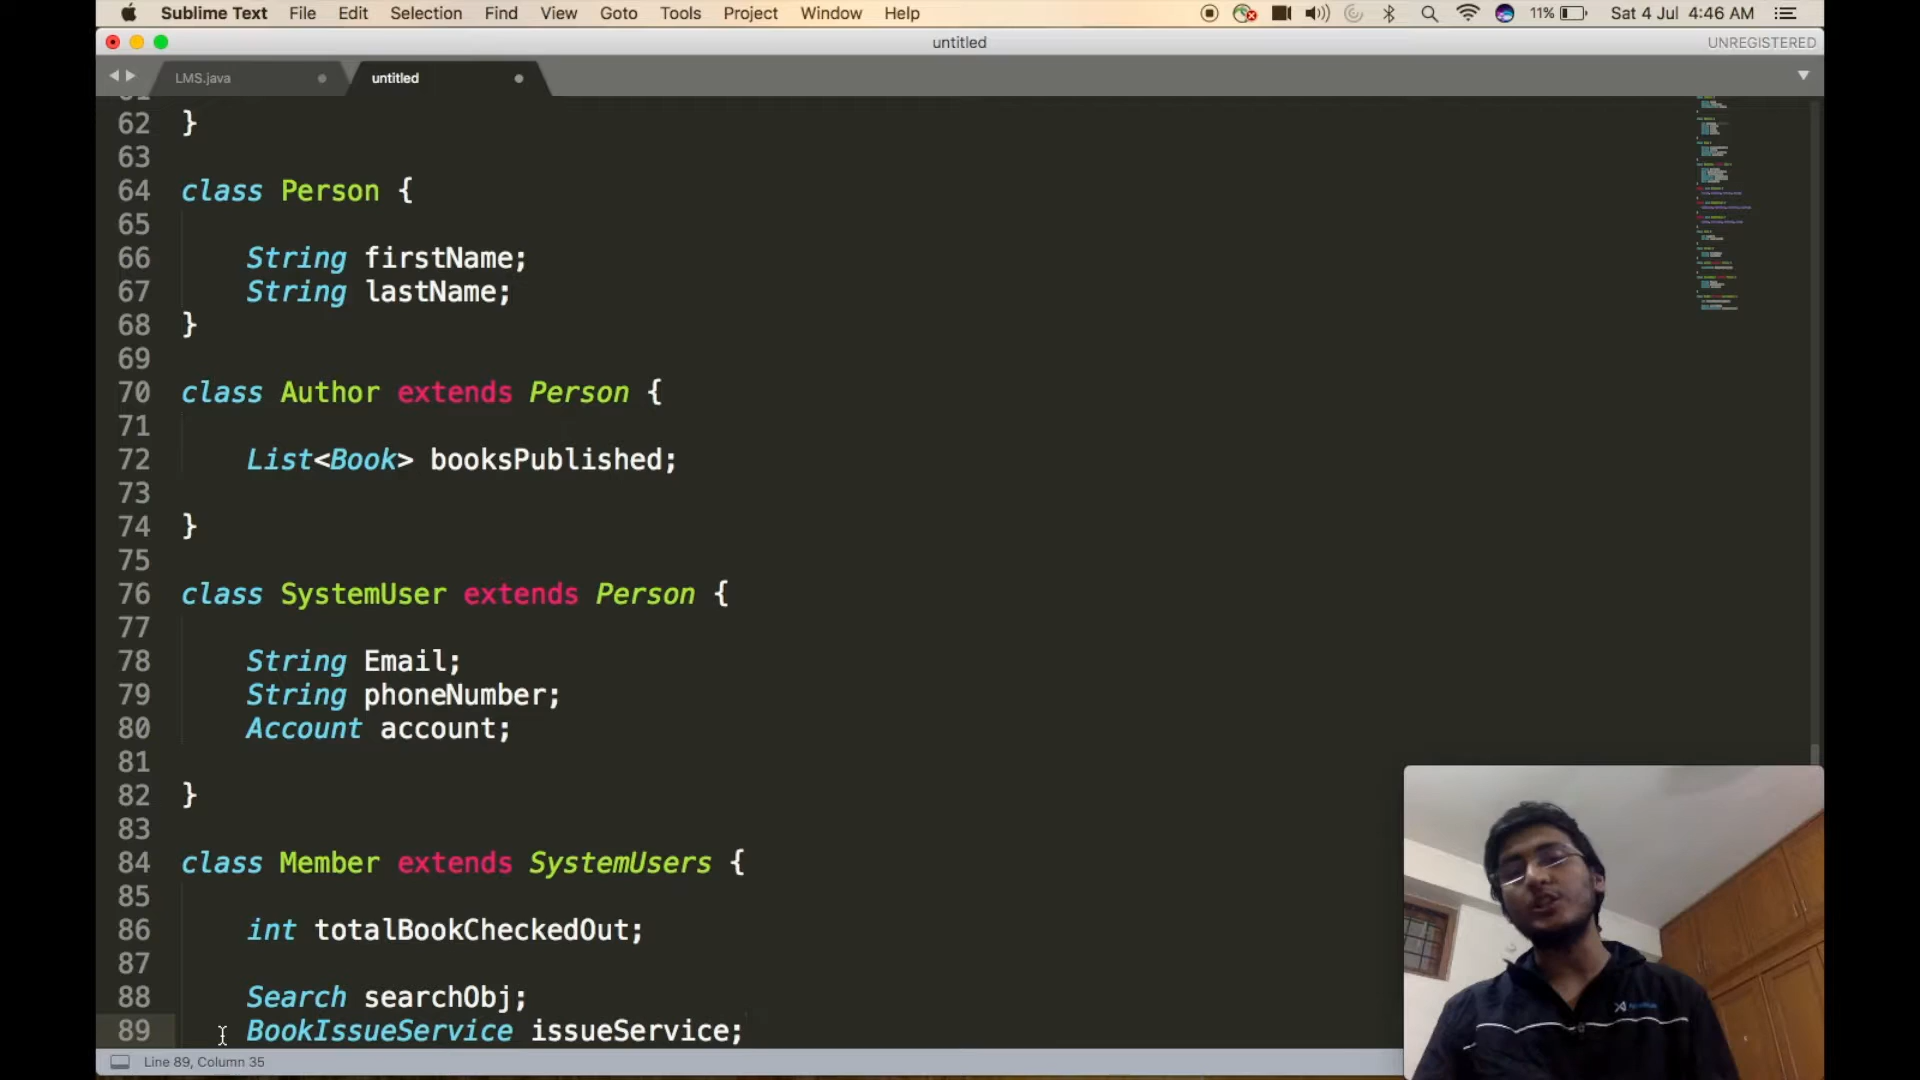 Sublime Text File Edit Selection Find View Goto Tools Project Window Help 11% Sat 4 Jul 4:46 AM
untitled UNREGISTERED
LMS.java untitled
62 }
63
64 class Person {
65
66 String firstName;
67 String lastName;
68 }
69
70 class Author extends Person {
71
72 List<Book> booksPublished;
73
74 }
75
76 class SystemUser extends Person {
77
78 String Email;
79 String phoneNumber;
80 Account account;
81
82 }
83
84 class Member extends SystemUsers {
85
86 int totalBookCheckedOut;
87
88 Search searchObj;
89 BookIssueService issueService;
Line 89, Column 35